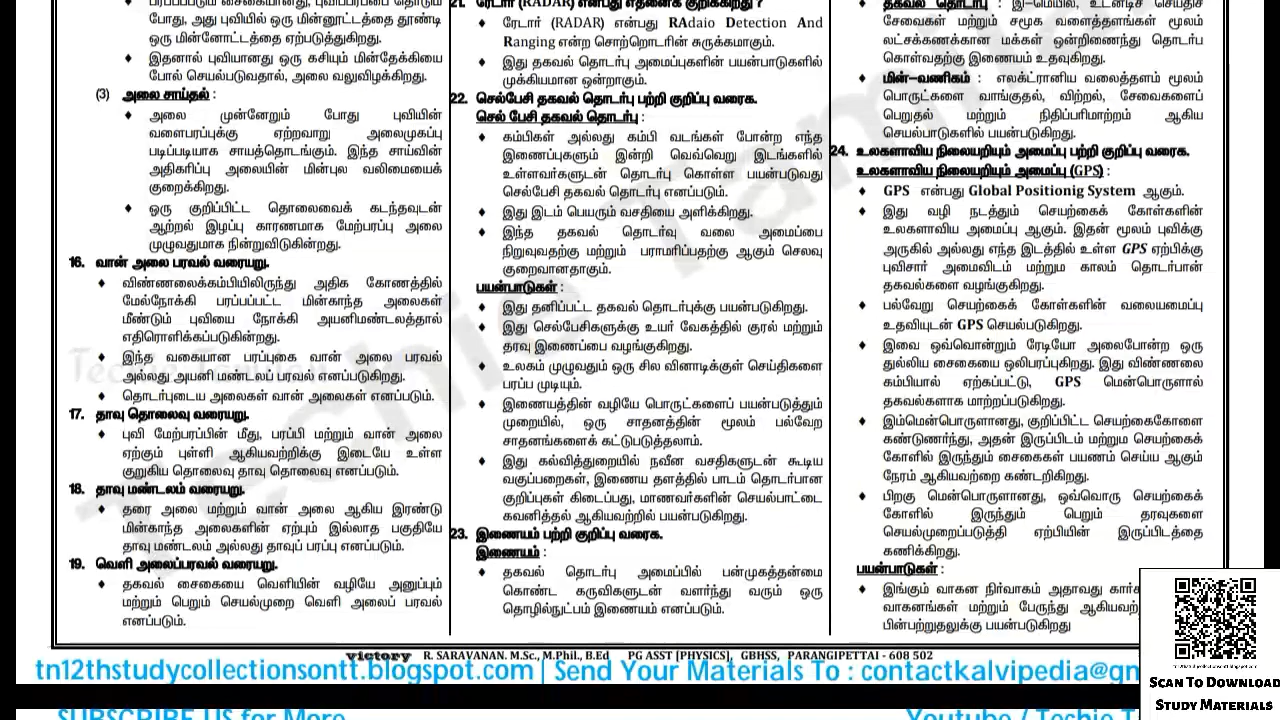 பரப்பப்படும் சைகையானது, புவிப்பரப்பை தொடும்
போது, அது புவியில் ஒரு மின்னூட்டத்தை தூண்டி
ஒரு மின்னோட்டத்தை ஏற்படுத்துகிறது.
♦ இதனால் புவியானது ஒரு கசியும் மின்தேக்கியை
போல் செயல்படுவதால், அலை வலுவிழக்கிறது.
(3) அலை சாய்தல் :
♦ அலை முன்னேறும் போது புவியின்
வளைபரப்புக்கு ஏற்றவாறு அலைமுகப்பு
படிப்படியாக சாயத்தொடங்கும். இந்த சாய்வின்
அதிகரிப்பு அலையின் மின்புல வலிமையைக்
குறைக்கிறது.
♦ ஒரு குறிப்பிட்ட தொலைவைக் கடந்தவுடன்
ஆற்றல் இழப்பு காரணமாக மேற்பரப்பு அலை
முழுவதுமாக நின்றுவிடுகின்றது.
16. வான் அலை பரவல் வரையறு.
♦ விண்ணலைக்கம்பியிலிருந்து அதிக கோணத்தில்
மேல்நோக்கி பரப்பப்பட்ட மின்காந்த அலைகள்
மீண்டும் புவியை நோக்கி அயனிமண்டலத்தால்
எதிரொளிக்கப்படுகின்றது.
♦ இந்த வகையான பரப்புகை வான் அலை பரவல்
அல்லது அயனி மண்டலப் பரவல் எனப்படுகிறது.
♦ தொடர்புடைய அலைகள் வான் அலைகள் எனப்படும்.
17. தாவு தொலைவு வரையறு.
♦ புவி மேற்பரப்பின் மீது, பரப்பி மற்றும் வான் அலை
ஏற்கும் புள்ளி ஆகியவற்றிக்கு இடையே உள்ள
குறுகிய தொலைவு தாவு தொலைவு எனப்படும்.
18. தாவு மண்டலம் வரையறு.
♦ தரை அலை மற்றும் வான் அலை ஆகிய இரண்டு
மின்காந்த அலைகளின் ஏற்பும் இல்லாத பகுதியே
தாவு மண்டலம் அல்லது தாவுப் பரப்பு எனப்படும்.
19. வெளி அலைப்பரவல் வரையறு.
♦ தகவல் சைகையை வெளியின் வழியே அனுப்பும்
மற்றும் பெறும் செயல்முறை வெளி அலைப் பரவல்
எனப்படும்.
21. ரேடார் (RADAR) என்பது எதனைக் குறிக்கிறது ?
♦ ரேடார் (RADAR) என்பது RAdaio Detection And
Ranging என்ற சொற்றொடரின் சுருக்கமாகும்.
♦ இது தகவல் தொடர்பு அமைப்புகளின் பயன்பாடுகளில்
முக்கியமான ஒன்றாகும்.
22. செல்பேசி தகவல் தொடர்பு பற்றி குறிப்பு வரைக.
செல் பேசி தகவல் தொடர்பு :
♦ கம்பிகள் அல்லது கம்பி வடங்கள் போன்ற எந்த
இணைப்புகளும் இன்றி வெவ்வெறு இடங்களில்
உள்ளவர்களுடன் தொடர்பு கொள்ள பயன்படுவது
செல்பேசி தகவல் தொடர்பு எனப்படும்.
♦ இது இடம் பெயரும் வசதியை அளிக்கிறது.
♦ இந்த தகவல் தொடர்வு வலை அமைப்பை
நிறுவுவதற்கு மற்றும் பராமரிப்பதற்கு ஆகும் செலவு
குறைவானதாகும்.
பயன்பாடுகள் :
♦ இது தனிப்பட்ட தகவல் தொடர்புக்கு பயன்படுகிறது.
♦ இது செல்பேசிகளுக்கு உயர் வேகத்தில் குரல் மற்றும்
தரவு இணைப்பை வழங்குகிறது.
♦ உலகம் முழுவதும் ஒரு சில வினாடிக்குள் செய்திகளை
பரப்ப முடியும்.
♦ இணையத்தின் வழியே பொருட்களைப் பயன்படுத்தும்
முறையில், ஒரு சாதனத்தின் மூலம் பல்வேற
சாதனங்களைக் கட்டுபடுத்தலாம்.
♦ இது கல்வித்துறையில் நவீன வசதிகளுடன் கூடிய
வகுப்பறைகள், இணைய தளத்தில் பாடம் தொடர்பான
குறிப்புகள் கிடைப்பது, மாணவர்களின் செயல்பாட்டை
கவனித்தல் ஆகியவற்றில் பயன்படுகிறது.
23. இணையம் பற்றி குறிப்பு வரைக.
இணையம் :
♦ தகவல் தொடர்பு அமைப்பில் பன்முகத்தன்மை
கொண்ட கருவிகளுடன் வளர்ந்து வரும் ஒரு
தொழில்நுட்பம் இணையம் எனப்படும்.
♦ தகவல் தொடர்பு : இ–மெயில், உடனடிச் செய்திச்
சேவைகள் மற்றும் சமூக வளைத்தளங்கள் மூலம்
லட்சக்கணக்கான மக்கள் ஒன்றிணைந்து தொடர்ப
கொள்வதற்கு இணையம் உதவுகிறது.
♦ மின்–வணிகம் : எலக்ட்ரானிய வலைத்தளம் மூலம்
பொருட்களை வாங்குதல், விற்றல், சேவைகளைப்
பெறுதல் மற்றும் நிதிப்பரிமாற்றம் ஆகிய
செயல்பாடுகளில் பயன்படுகிறது.
24. உலகளாவிய நிலையறியும் அமைப்பு பற்றி குறிப்பு வரைக.
உலகளாவிய நிலையறியும் அமைப்பு (GPS) :
♦ GPS என்பது Global Positionig System ஆகும்.
♦ இது வழி நடத்தும் செயற்கைக் கோள்களின்
உலகளாவிய அமைப்பு ஆகும். இதன் மூலம் புவிக்கு
அருகில் அல்லது எந்த இடத்தில் உள்ள GPS ஏற்பிக்கு
புவிசார் அமைவிடம் மற்றும காலம் தொடர்பான
தகவல்களை வழங்குகிறது.
♦ பல்வேறு செயற்கைக் கோள்களின் வலையமைப்பு
உதவியுடன் GPS செயல்படுகிறது.
♦ இவை ஒவ்வொன்றும் ரேடியோ அலைபோன்ற ஒரு
துல்லிய சைகையை ஒலிபரப்புகிறது. இது விண்ணலை
கம்பியால் ஏற்கப்பட்டு, GPS மென்பொருளால்
தகவல்களாக மாற்றப்படுகிறது.
♦ இம்மென்பொருளானது, குறிப்பிட்ட செயற்கைகோளை
கண்டுணர்ந்து, அதன் இருப்பிடம் மற்றும செயற்கைக்
கோளில் இருந்தும் சைகைகள் பயணம் செய்ய ஆகும்
நேரம் ஆகியவற்றை கண்டறிகிறது.
♦ பிறகு மென்பொருளானது, ஒவ்வொரு செயற்கைக்
கோளில் இருந்தும் பெறும் தரவுகளை
செயல்முறைப்படுத்தி ஏற்பியின் இருப்பிடத்தை
கணிக்கிறது.
பயன்பாடுகள் :
♦ இங்கும் வாகன நிர்வாகம் அதாவது
வாகனங்கள் மற்றும் பேருந்து
பின்பற்றுதலுக்கு பயன்படுகிறது
victory R. SARAVANAN. M.Sc., M.Phil., B.Ed PG ASST [PHYSICS], GBHSS, PARANGIPETTAI - 608 502
tn12thstudycollectionsontt.blogspot.com | Send Your Materials To : contactkalvipedia@gm
Scan To Download
Study Materials
SUBSCRIBE US for More
Youtube / Techie T